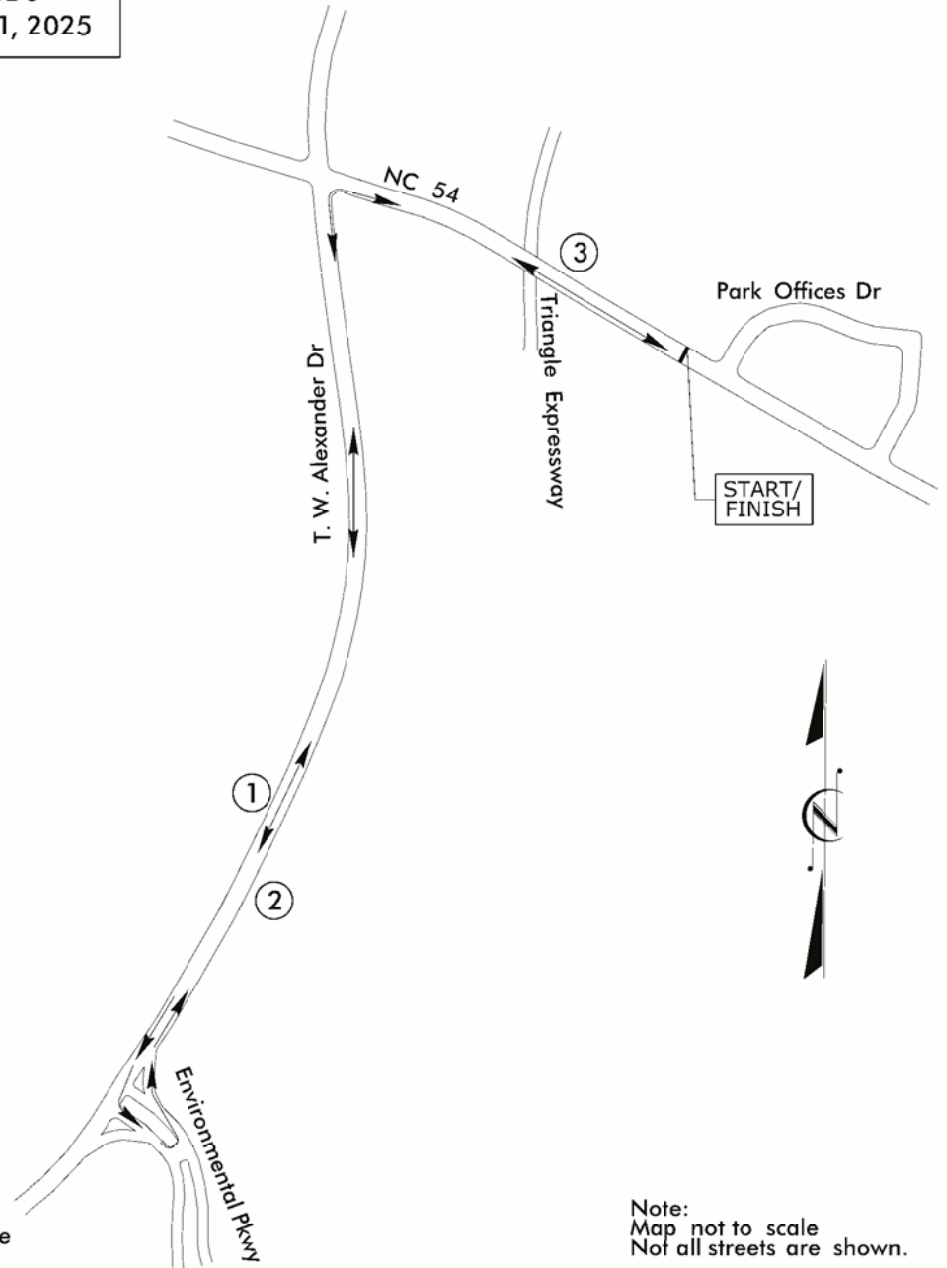 1, 2025
NC 54
3
Park Offices Dr
Triangle Expressway
T. W. Alexander Dr
START/
FINISH
1
2
N
Environmental Pkwy
Note:
Map not to scale
Not all streets are shown.